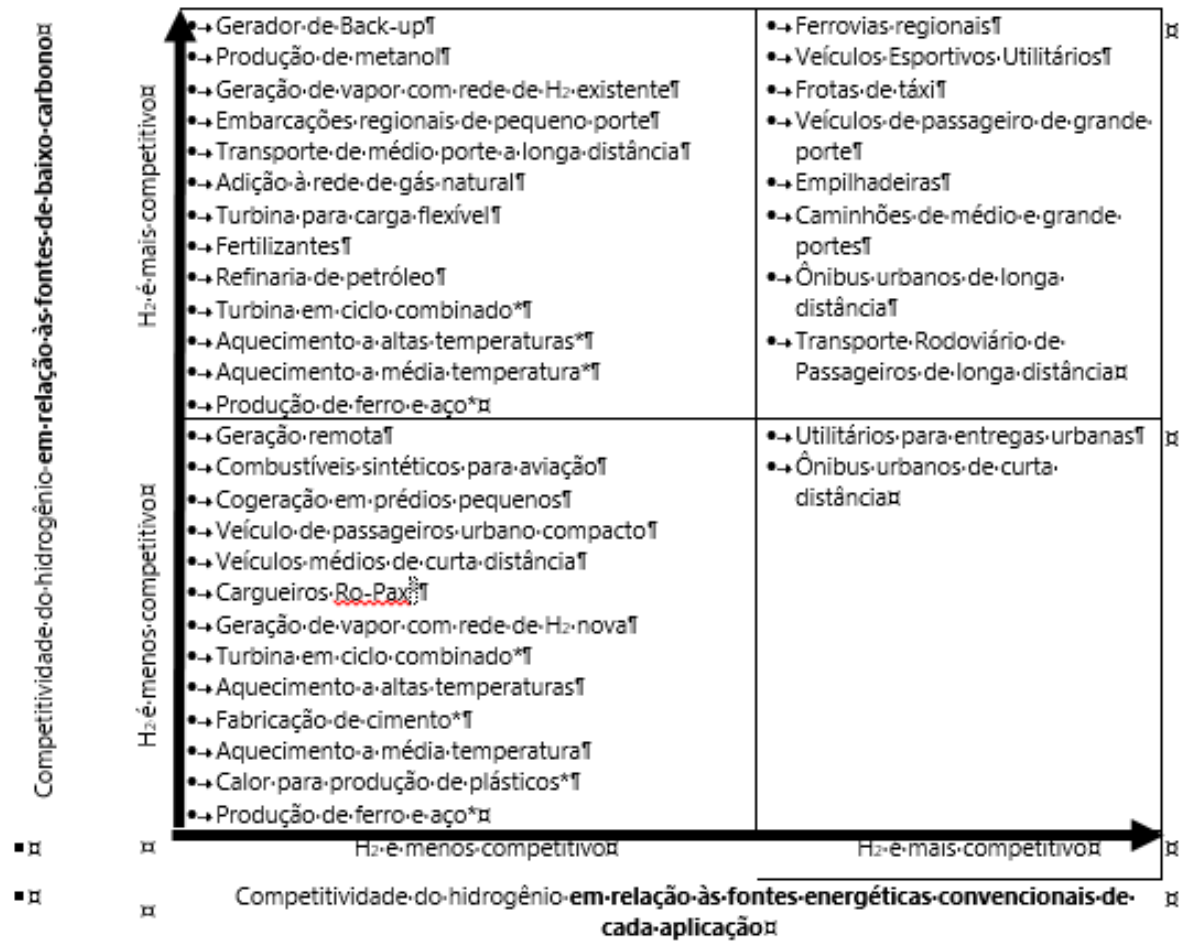 Competitividade do hidrogênio em relação às fontes de baixo carbono
H2 é mais competitivo
Gerador de Back-up
Produção de metanol
Geração de vapor com rede de H2 existente
Embarcações regionais de pequeno porte
Transporte de médio porte a longa distância
Adição à rede de gás natural
Turbina para carga flexível
Fertilizantes
Refinaria de petróleo
Turbina em ciclo combinado*
Aquecimento a altas temperaturas*
Aquecimento a média temperatura*
Produção de ferro e aço*
Ferrovias regionais
Veículos Esportivos Utilitários
Frotas de táxi
Veículos de passageiro de grande
porte
Empilhadeiras
Caminhões de médio e grande
portes
Ônibus urbanos de longa
distância
Transporte Rodoviário de
Passageiros de longa distância
H2 é menos competitivo
Geração remota
Combustíveis sintéticos para aviação
Cogeração em prédios pequenos
Veículo de passageiros urbano compacto
Veículos médios de curta distância
Cargueiros Ro-Pax
Geração de vapor com rede de H2 nova
Turbina em ciclo combinado*
Aquecimento a altas temperaturas
Fabricação de cimento*
Aquecimento a média temperatura
Calor para produção de plásticos*
Produção de ferro e aço*
Utilitários para entregas urbanas
Ônibus urbanos de curta
distância
H2 é menos competitivo
H2 é mais competitivo
Competitividade do hidrogênio em relação às fontes energéticas convencionais de
cada aplicação